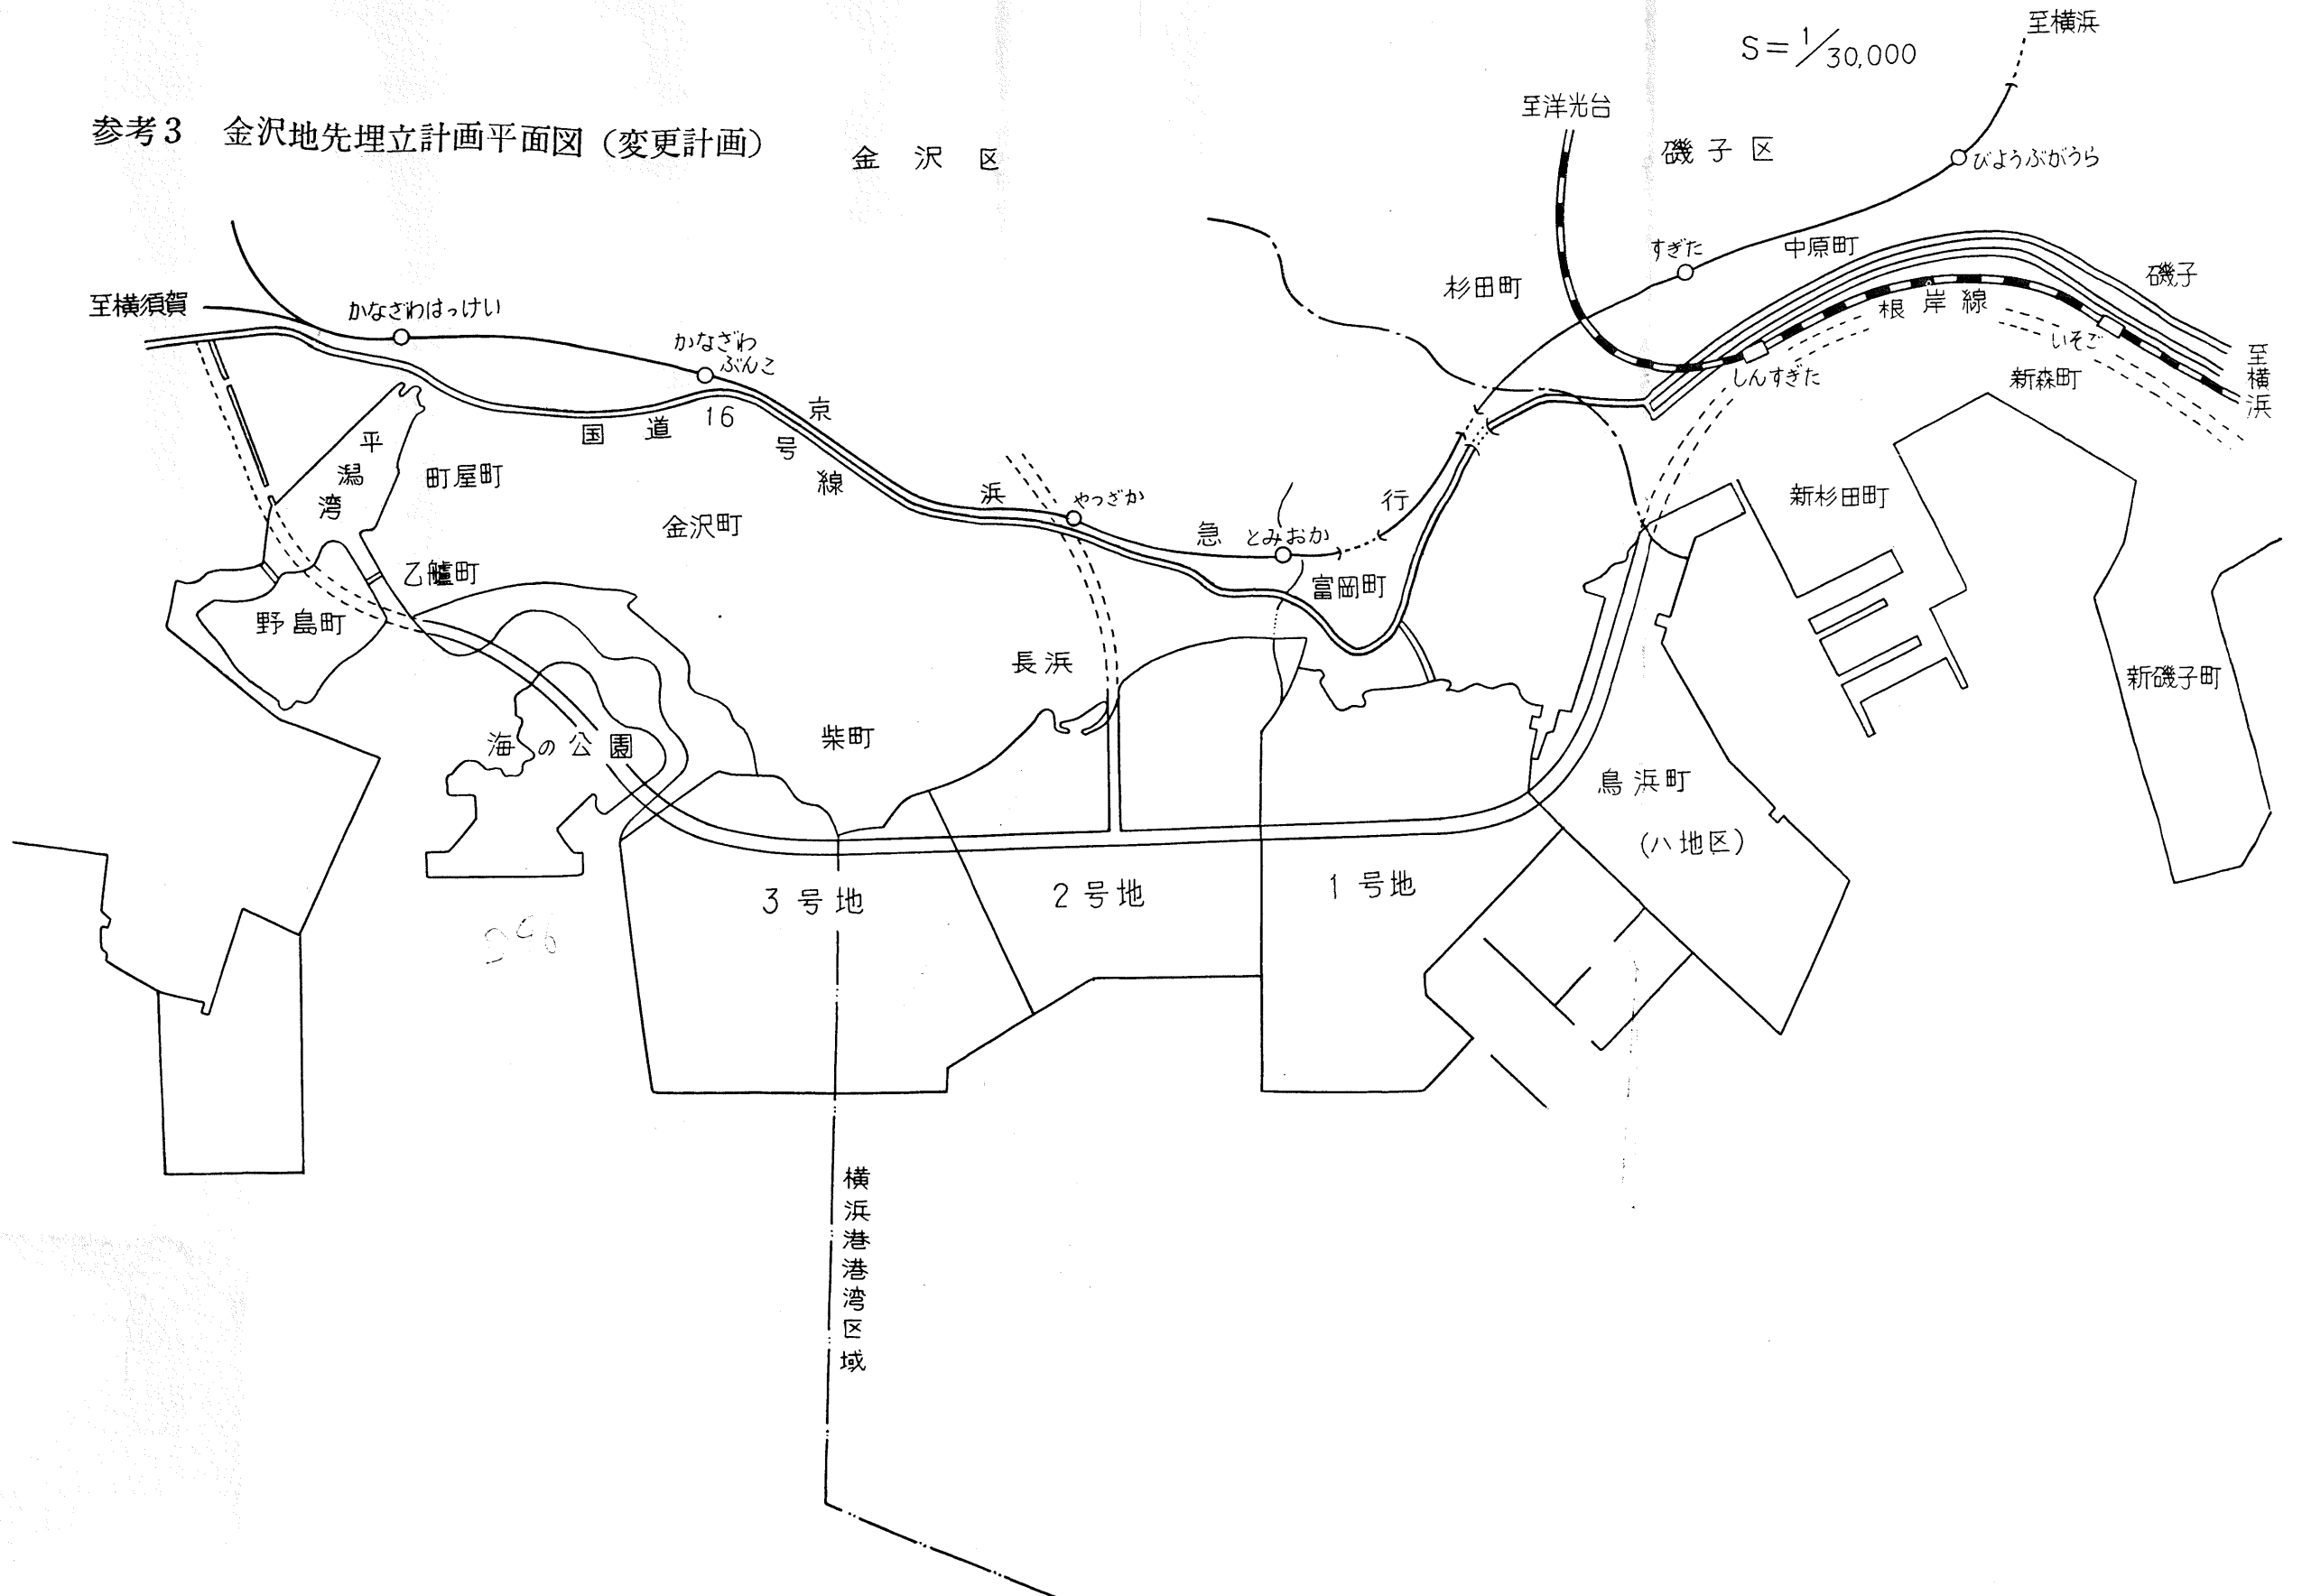 至横浜
S=1/30,000
至洋光台
参考3　金沢地先埋立計画平面図（変更計画）
金沢区
磯子区
びようぶがうら
すぎた
中原町
磯子
杉田町
至横須賀
かなざわはっけい
根岸線
かなざわ
ぶんこ
いそご
至横浜
しんすぎた
新森町
国道16号線
京浜急行
平潟湾
町屋町
金沢町
やつざか
とみおか
新杉田町
乙艫町
富岡町
野島町
長浜
新磯子町
海の公園
柴町
鳥浜町
(ハ地区)
3号地
2号地
1号地
横浜港港湾区域